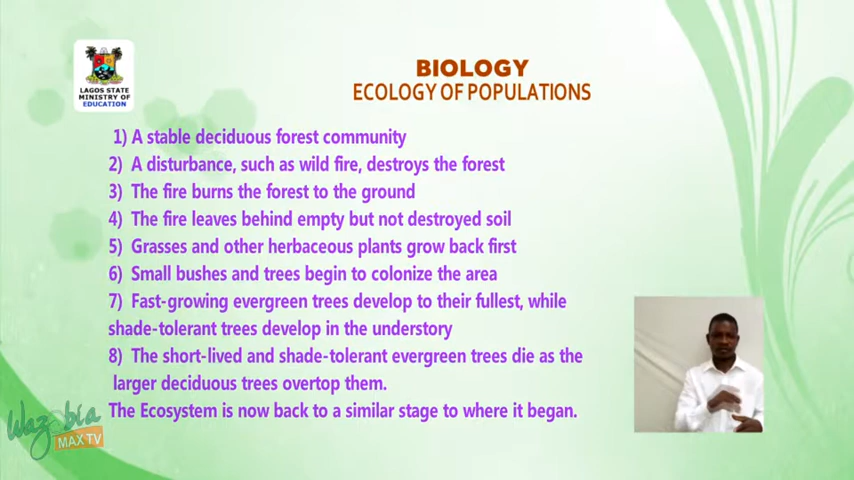 LAGOS STATE
MINISTRY OF
EDUCATION
BIOLOGY
ECOLOGY OF POPULATIONS
1) A stable deciduous forest community
2) A disturbance, such as wild fire, destroys the forest
3) The fire burns the forest to the ground
4) The fire leaves behind empty but not destroyed soil
5) Grasses and other herbaceous plants grow back first
6) Small bushes and trees begin to colonize the area
7) Fast-growing evergreen trees develop to their fullest, while
shade-tolerant trees develop in the understory
8) The short-lived and shade-tolerant evergreen trees die as the
larger deciduous trees overtop them.
The Ecosystem is now back to a similar stage to where it began.
Wazobia
MAX TV